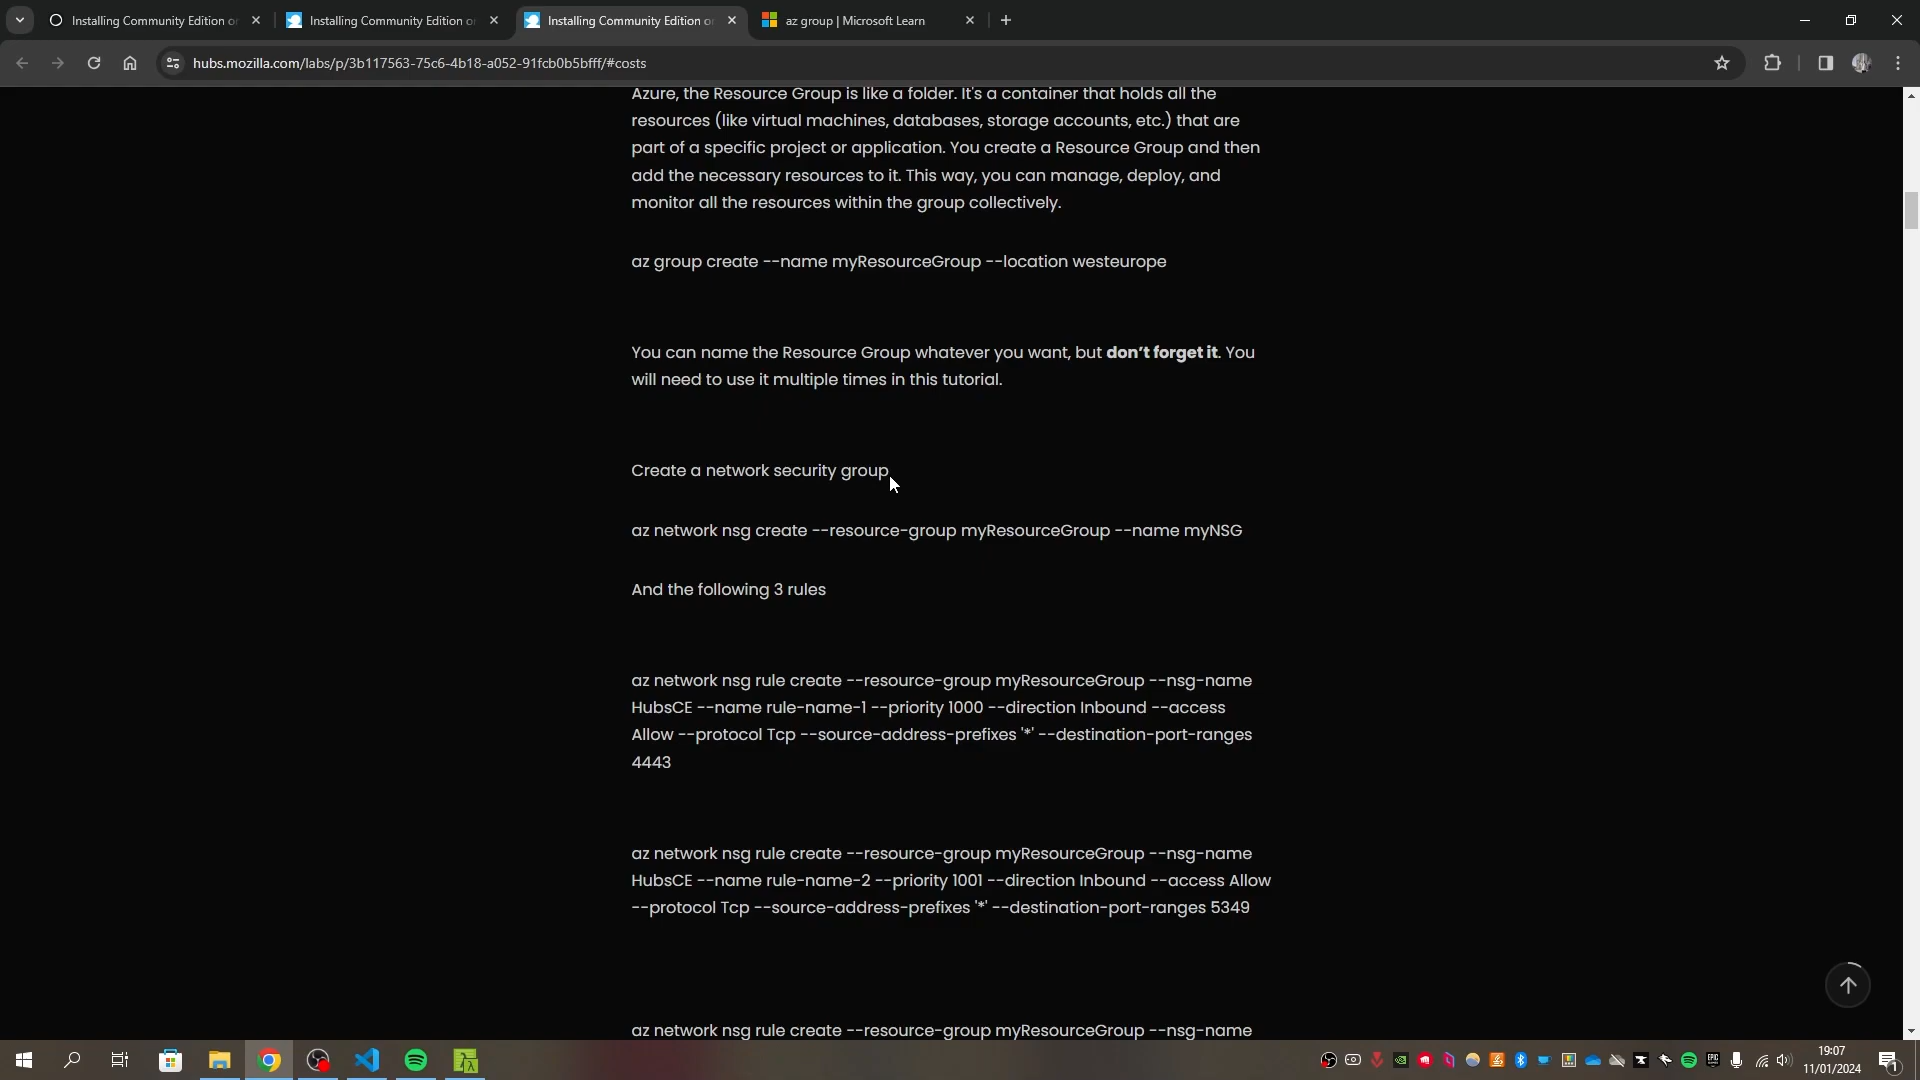 Installing Community Edition o
Installing Community Edition o
Installing Community Edition o
az group | Microsoft Learn
hubs.mozilla.com/labs/p/3b117563-75c6-4b18-a052-91fcb0b5bfff/#costs
Azure, the Resource Group is like a folder. It's a container that holds all the
resources (like virtual machines, databases, storage accounts, etc.) that are
part of a specific project or application. You create a Resource Group and then
add the necessary resources to it. This way, you can manage, deploy, and
monitor all the resources within the group collectively.
az group create --name myResourceGroup --location westeurope
You can name the Resource Group whatever you want, but don’t forget it. You
will need to use it multiple times in this tutorial.
Create a network security group
az network nsg create --resource-group myResourceGroup --name myNSG
And the following 3 rules
az network nsg rule create --resource-group myResourceGroup --nsg-name
HubsCE --name rule-name-1 --priority 1000 --direction Inbound --access
Allow --protocol Tcp --source-address-prefixes '*' --destination-port-ranges
4443
az network nsg rule create --resource-group myResourceGroup --nsg-name
HubsCE --name rule-name-2 --priority 1001 --direction Inbound --access Allow
--protocol Tcp --source-address-prefixes '*' --destination-port-ranges 5349
az network nsg rule create --resource-group myResourceGroup --nsg-name
19:07
11/01/2024
1